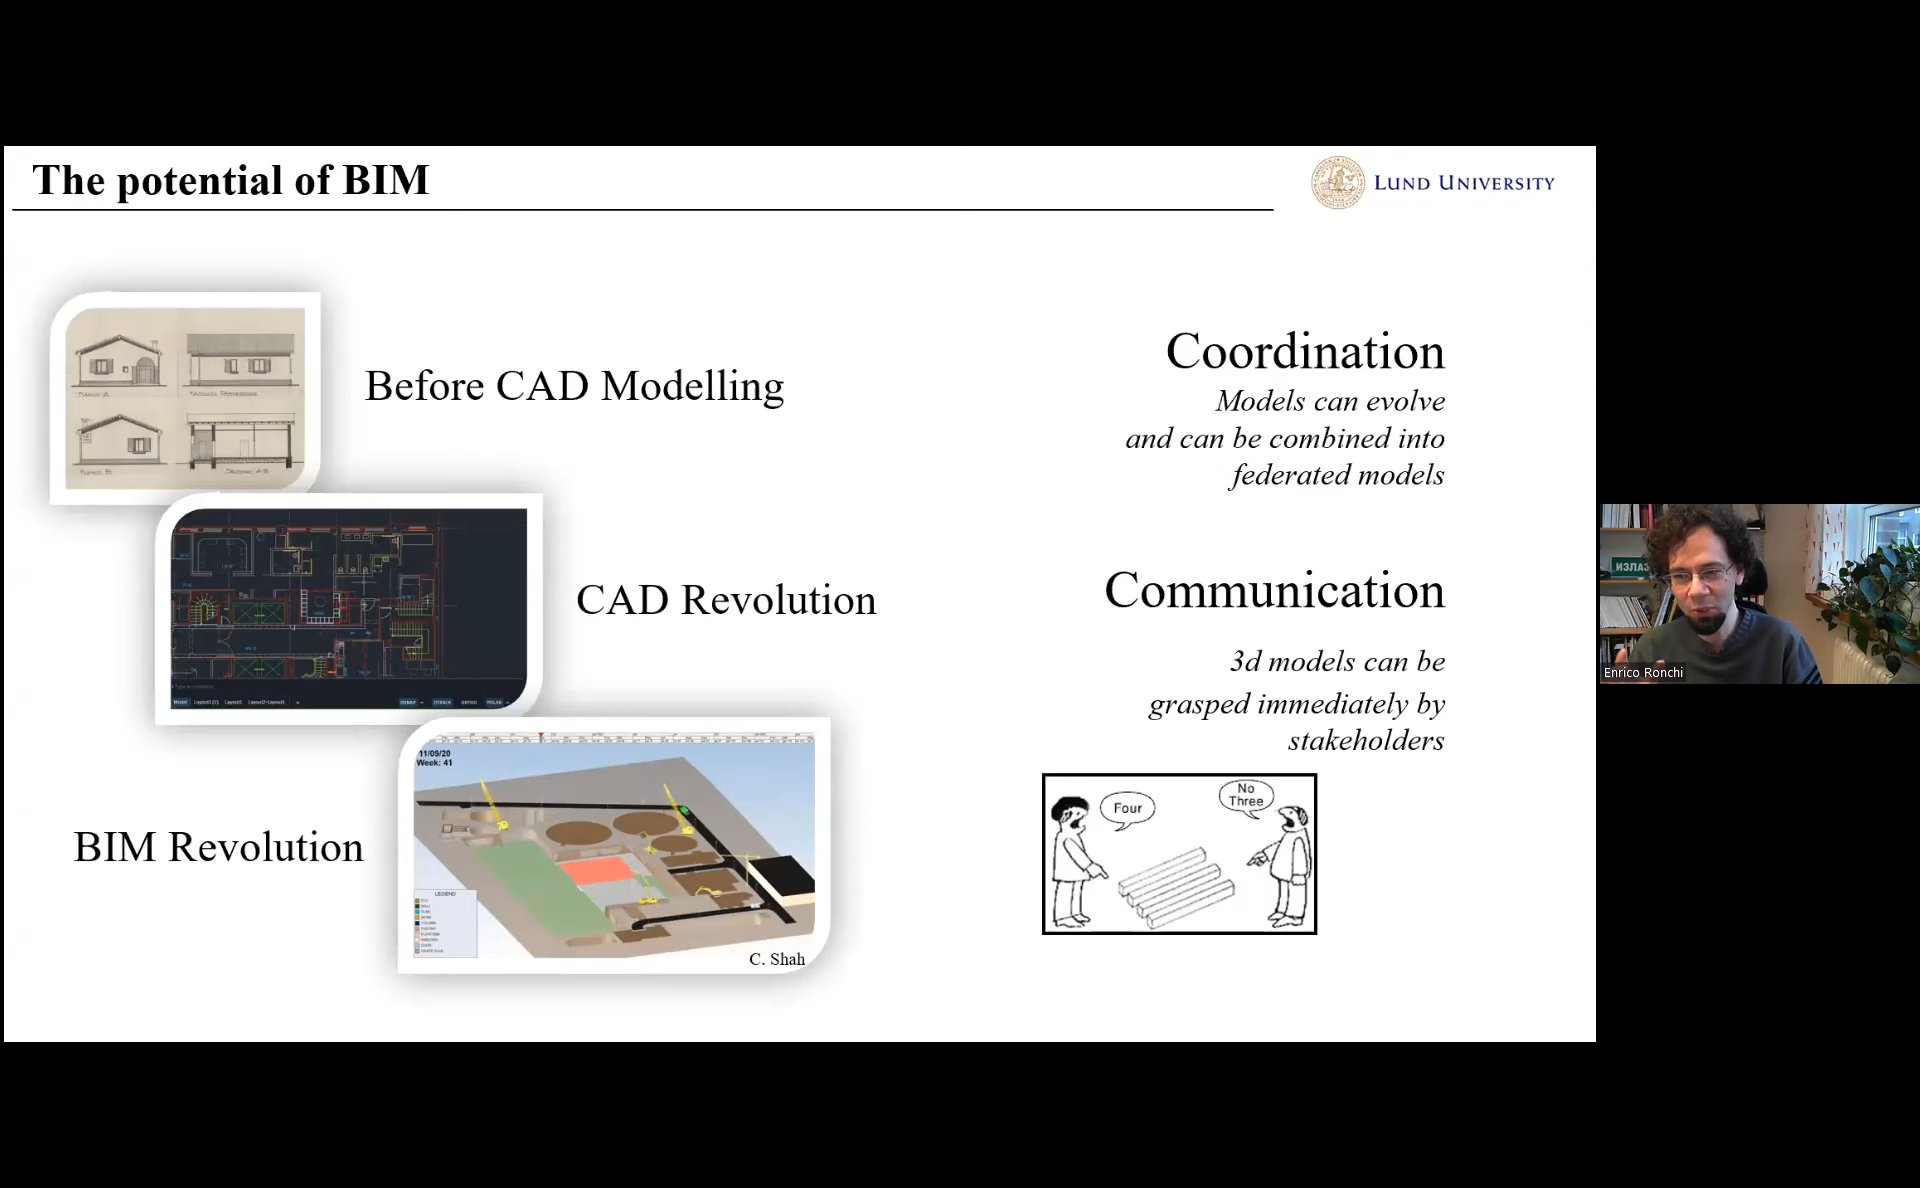 The potential of BIM
LUND UNIVERSITY
Before CAD Modelling
CAD Revolution
BIM Revolution
11/09/20
Week: 41
LEGEND
C. Shah
Coordination
Models can evolve
and can be combined into
federated models
Communication
3d models can be
grasped immediately by
stakeholders
Four
No
Three
ИЗЛАЗ
Enrico Ronchi